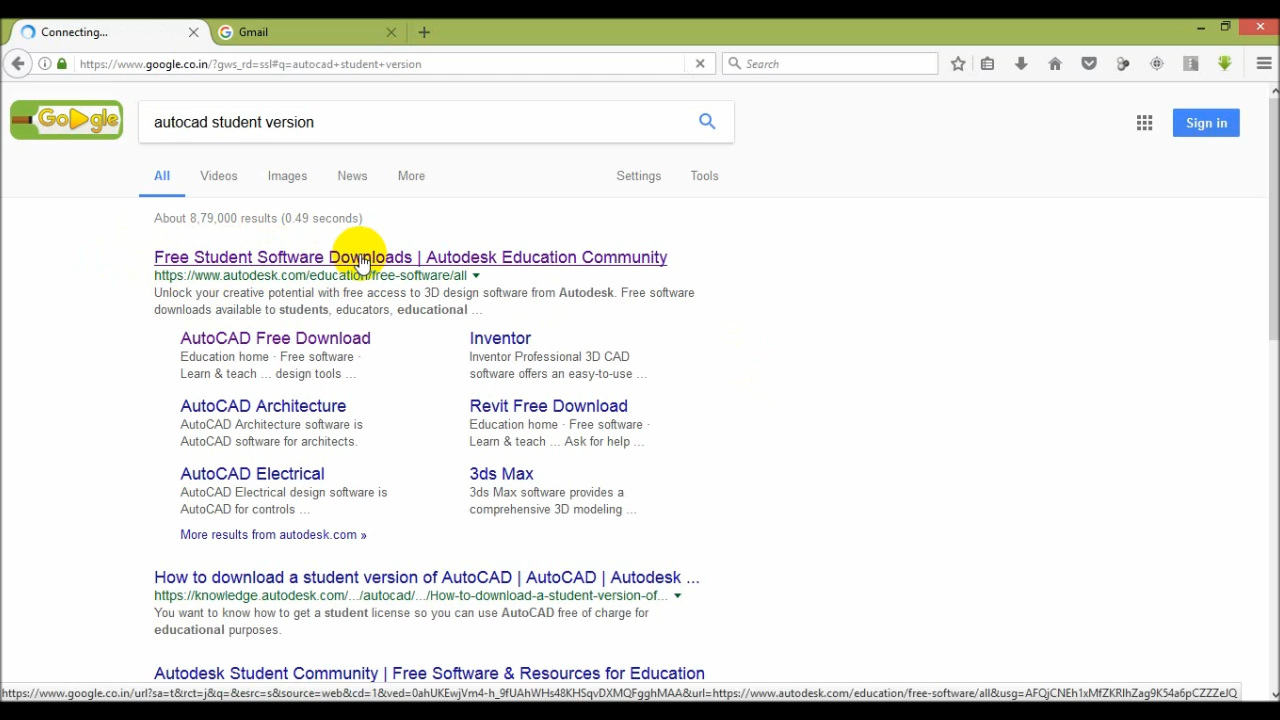 Connecting...
Gmail
https://www.google.co.in/?gws_rd=ssl#q=autocad+student+version
Search
Google
autocad student version
Sign in
All
Videos
Images
News
More
Settings
Tools
About 8,79,000 results (0.49 seconds)
Free Student Software Downloads | Autodesk Education Community
https://www.autodesk.com/education/free-software/all
Unlock your creative potential with free access to 3D design software from Autodesk. Free software
downloads available to students, educators, educational ...
AutoCAD Free Download
Education home · Free software ·
Learn & teach ... design tools ...
Inventor
Inventor Professional 3D CAD
software offers an easy-to-use ...
AutoCAD Architecture
AutoCAD Architecture software is
AutoCAD software for architects.
Revit Free Download
Education home · Free software ·
Learn & teach ... Ask for help ...
AutoCAD Electrical
AutoCAD Electrical design software is
AutoCAD for controls ...
3ds Max
3ds Max software provides a
comprehensive 3D modeling ...
More results from autodesk.com »
How to download a student version of AutoCAD | AutoCAD | Autodesk ...
https://knowledge.autodesk.com/.../autocad/.../How-to-download-a-student-version-of...
You want to know how to get a student license so you can use AutoCAD free of charge for
educational purposes.
Autodesk Student Community | Free Software & Resources for Education